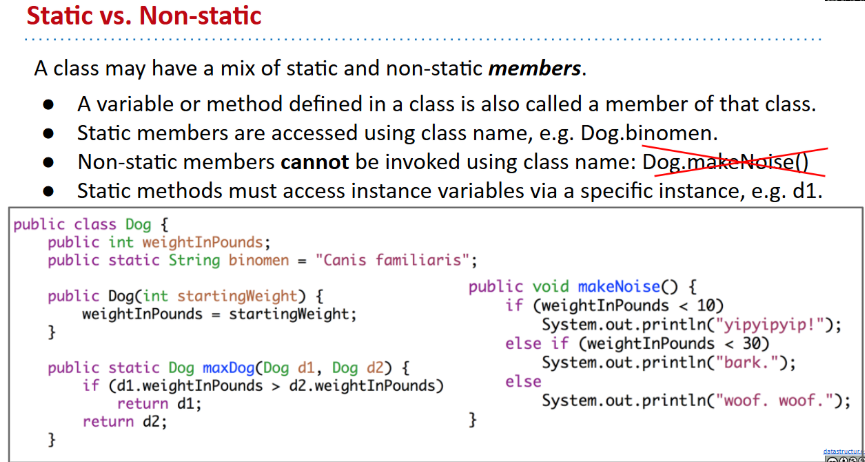 Static vs. Non-static
A class may have a mix of static and non-static members.
● A variable or method defined in a class is also called a member of that class.
● Static members are accessed using class name, e.g. Dog.binomen.
● Non-static members cannot be invoked using class name: Dog.makeNoise()
● Static methods must access instance variables via a specific instance, e.g. d1.
public class Dog {
    public int weightInPounds;
    public static String binomen = "Canis familiaris";

    public Dog(int startingWeight) {
        weightInPounds = startingWeight;
    }

    public static Dog maxDog(Dog d1, Dog d2) {
        if (d1.weightInPounds > d2.weightInPounds)
            return d1;
        return d2;
    }
public void makeNoise() {
    if (weightInPounds < 10)
        System.out.println("yipyipyip!");
    else if (weightInPounds < 30)
        System.out.println("bark.");
    else
        System.out.println("woof. woof.");
}
datastructur